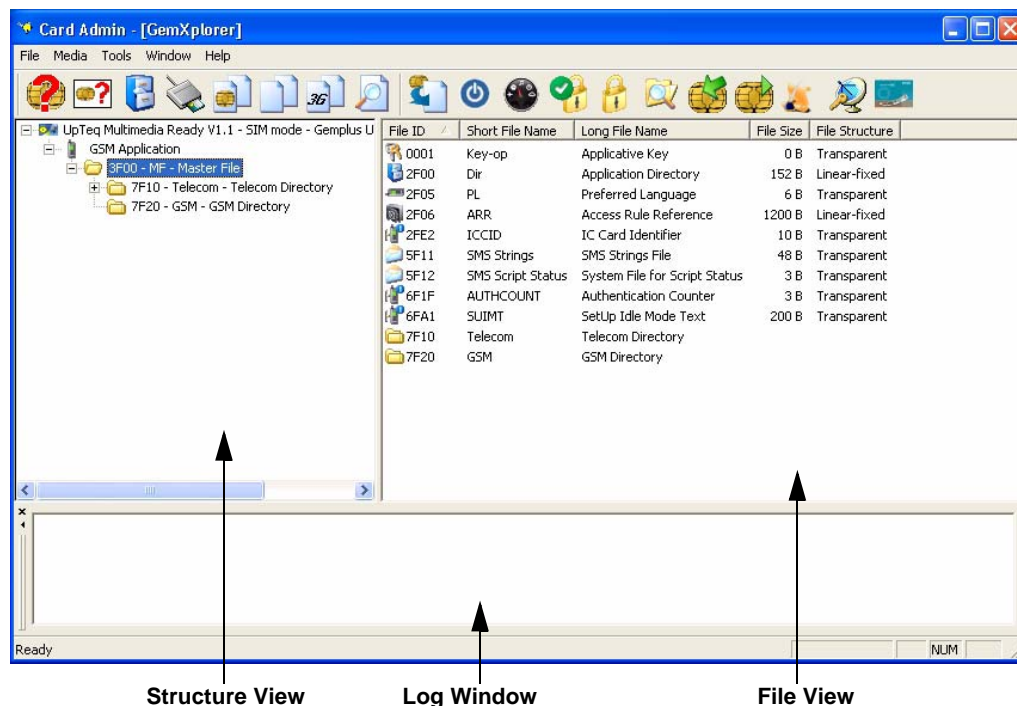 Card Admin - [GemXplorer]
File Media Tools Window Help
3G
UpTeq Multimedia Ready V1.1 - SIM mode - Gemplus U
GSM Application
3F00 - MF - Master File
7F10 - Telecom - Telecom Directory
7F20 - GSM - GSM Directory
File ID Short File Name Long File Name File Size File Structure
0001 Key-op Applicative Key 0 B Transparent
2F00 Dir Application Directory 152 B Linear-fixed
2F05 PL Preferred Language 6 B Transparent
2F06 ARR Access Rule Reference 1200 B Linear-fixed
2FE2 ICCID IC Card Identifier 10 B Transparent
5F11 SMS Strings SMS Strings File 48 B Transparent
5F12 SMS Script Status System File for Script Status 3 B Transparent
6F1F AUTHCOUNT Authentication Counter 3 B Transparent
6FA1 SUIMT SetUp Idle Mode Text 200 B Transparent
7F10 Telecom Telecom Directory
7F20 GSM GSM Directory
Ready NUM
Structure View Log Window File View